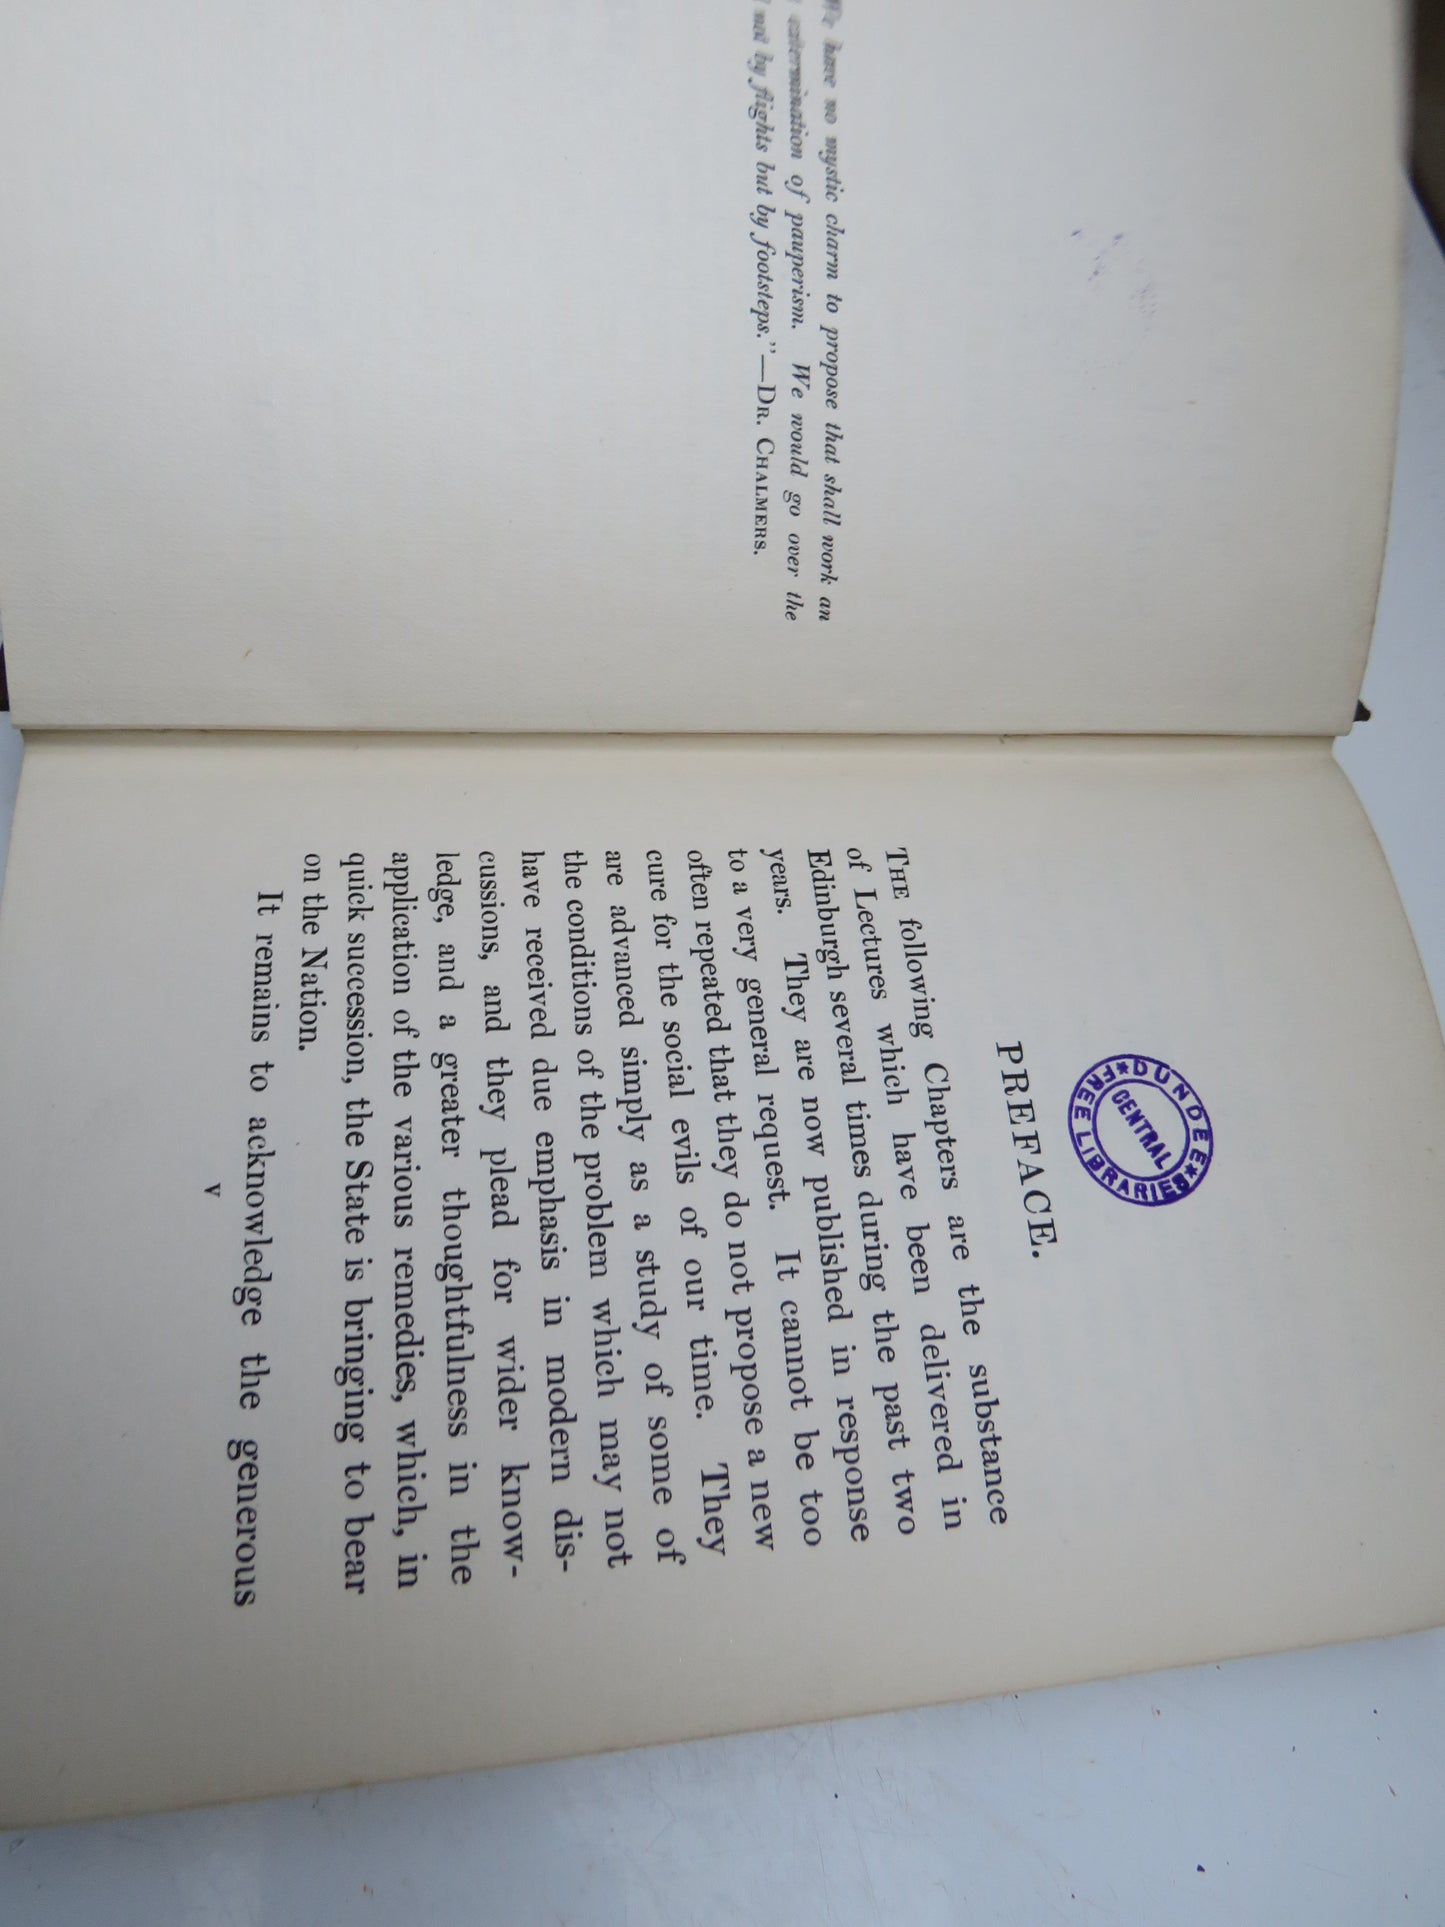 We have no mystic charm to propose that shall work an
extermination of pauperism. We would go over the
not by flights but by footsteps."—DR. CHALMERS.
DUNDEE
FREE LIBRARIES
CENTRAL
PREFACE.
THE following Chapters are the substance
of Lectures which have been delivered in
Edinburgh several times during the past two
years. They are now published in response
to a very general request. It cannot be too
often repeated that they do not propose a new
cure for the social evils of our time. They
are advanced simply as a study of some of
the conditions of the problem which may not
have received due emphasis in modern dis-
cussions, and they plead for wider know-
ledge, and a greater thoughtfulness in the
application of the various remedies, which, in
quick succession, the State is bringing to bear
on the Nation.
It remains to acknowledge the generous
v